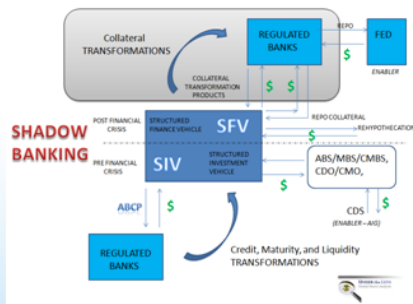 Collateral
TRANSFORMATIONS
REGULATED
BANKS
REPO
FED
$
ENABLER
COLLATERAL
TRANSFORMATION
PRODUCTS
$ $
POST FINANCIAL
CRISIS
STRUCTURED
FINANCE VEHICLE
SFV
REPO COLLATERAL
REHYPOTHECATION
$
SHADOW
BANKING
PRE FINANCIAL
CRISIS
SIV
STRUCTURED
INVESTMENT
VEHICLE
ABS/MBS/CMBS,
CDO/CMO,
$
ABCP
$
CDS
$
(ENABLER – AIG)
REGULATED
BANKS
Credit, Maturity, and Liquidity
TRANSFORMATIONS